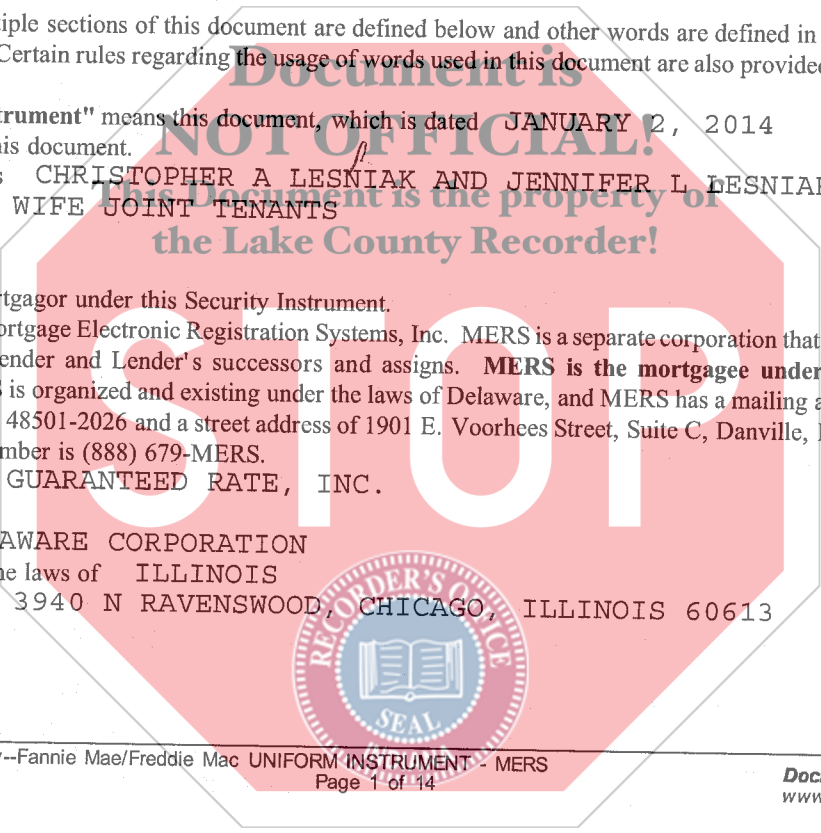 tiple sections of this document are defined below and other words are defined in
Certain rules regarding the usage of words used in this document are also provided
Document is
trument" means this document, which is dated JANUARY 2, 2014
NOT OFFICIAL!
his document.
CHRISTOPHER A LESNIAK AND JENNIFER L LESNIAK
This Document is the property of
WIFE JOINT TENANTS
the Lake County Recorder!
rtgagor under this Security Instrument.
ortgage Electronic Registration Systems, Inc. MERS is a separate corporation that
ender and Lender's successors and assigns. MERS is the mortgagee under
S is organized and existing under the laws of Delaware, and MERS has a mailing a
48501-2026 and a street address of 1901 E. Voorhees Street, Suite C, Danville, I
mber is (888) 679-MERS.
STOP
GUARANTEED RATE, INC.
AWARE CORPORATION
he laws of ILLINOIS
3940 N RAVENSWOOD, CHICAGO, ILLINOIS 60613
RECORDER'S OFFICE
SEAL
INDIANA
--Fannie Mae/Freddie Mac UNIFORM INSTRUMENT - MERS
Page 1 of 14
Doc
www